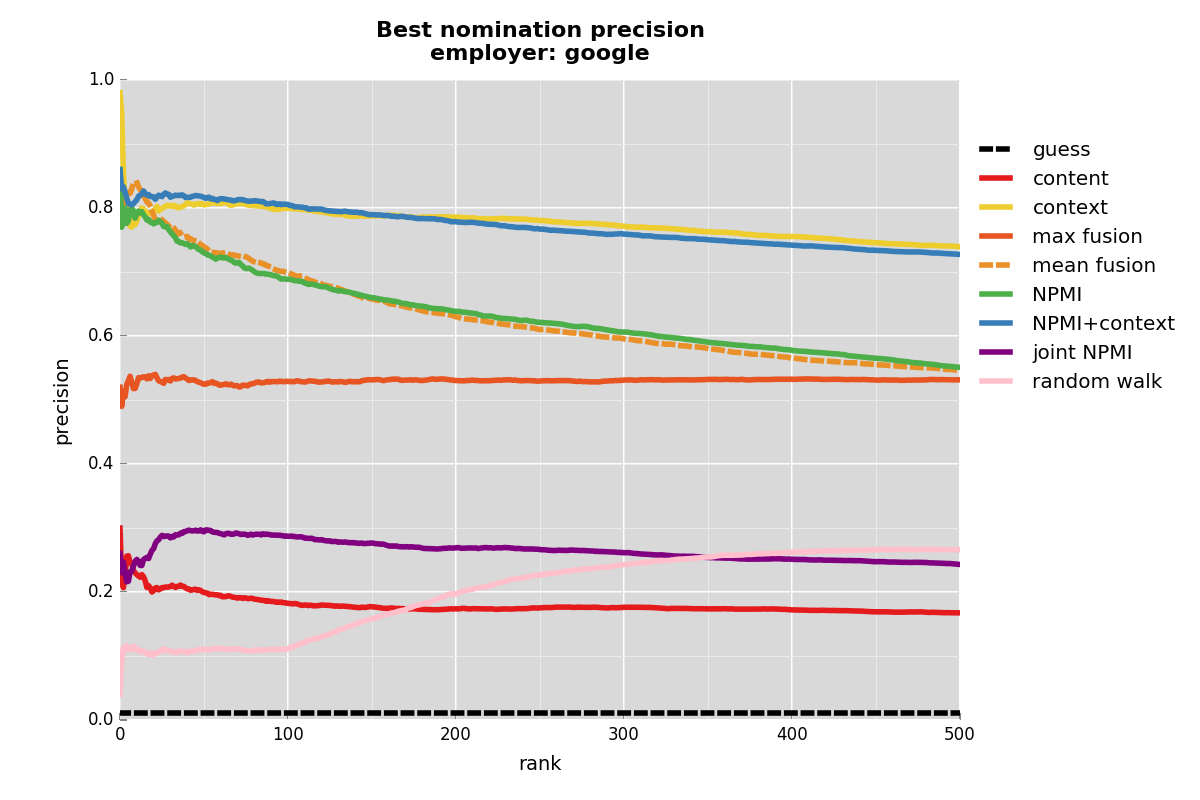 Best nomination precision
employer: google
precision
1.0
0.8
0.6
0.4
0.2
0.0
0
100
200
300
400
500
rank
guess
content
context
max fusion
mean fusion
NPMI
NPMI+context
joint NPMI
random walk